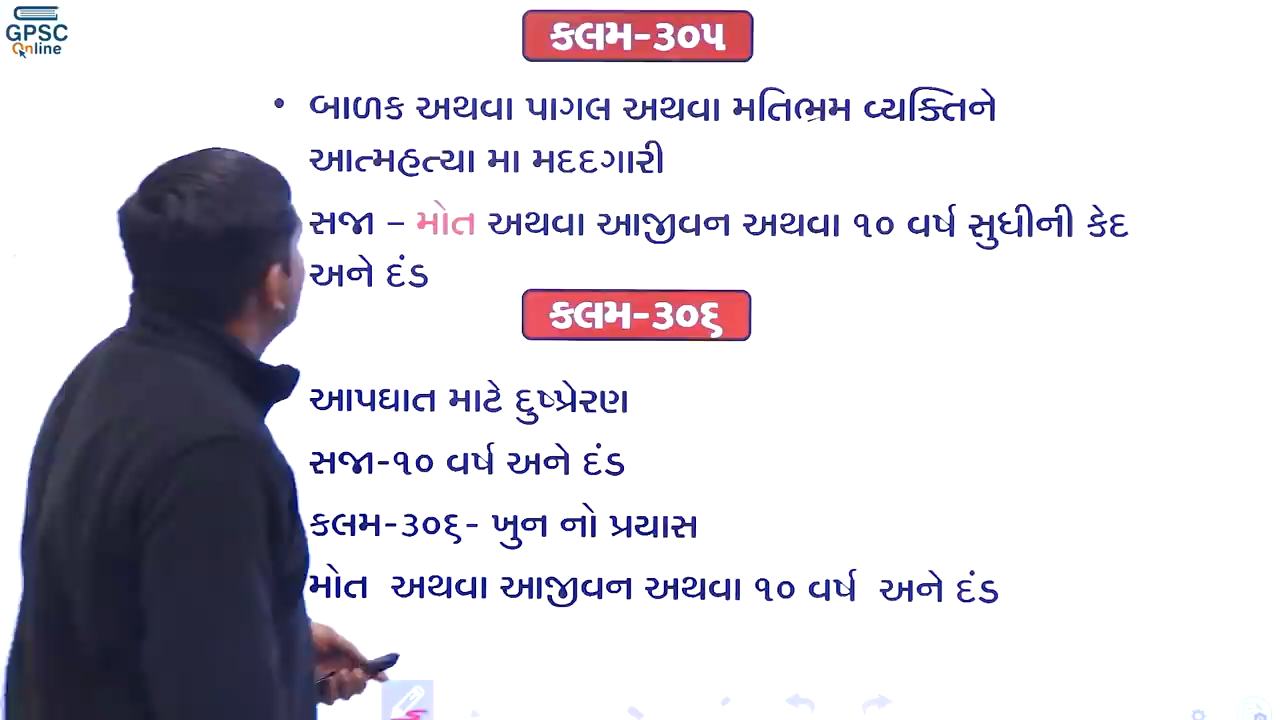 GPSC
Online
કલમ-૩૦૫
• બાળક અથવા પાગલ અથવા મતિભ્રમ વ્યક્તિને
આત્મહત્યા મા મદદગારી
સજા – મોત અથવા આજીવન અથવા ૧૦ વર્ષ સુધીની કેદ
અને દંડ
કલમ-૩૦૬
આપઘાત માટે દુષ્પ્રેરણ
સજા-૧૦ વર્ષ અને દંડ
કલમ-૩૦૬- ખુન નો પ્રયાસ
મોત અથવા આજીવન અથવા ૧૦ વર્ષ અને દંડ